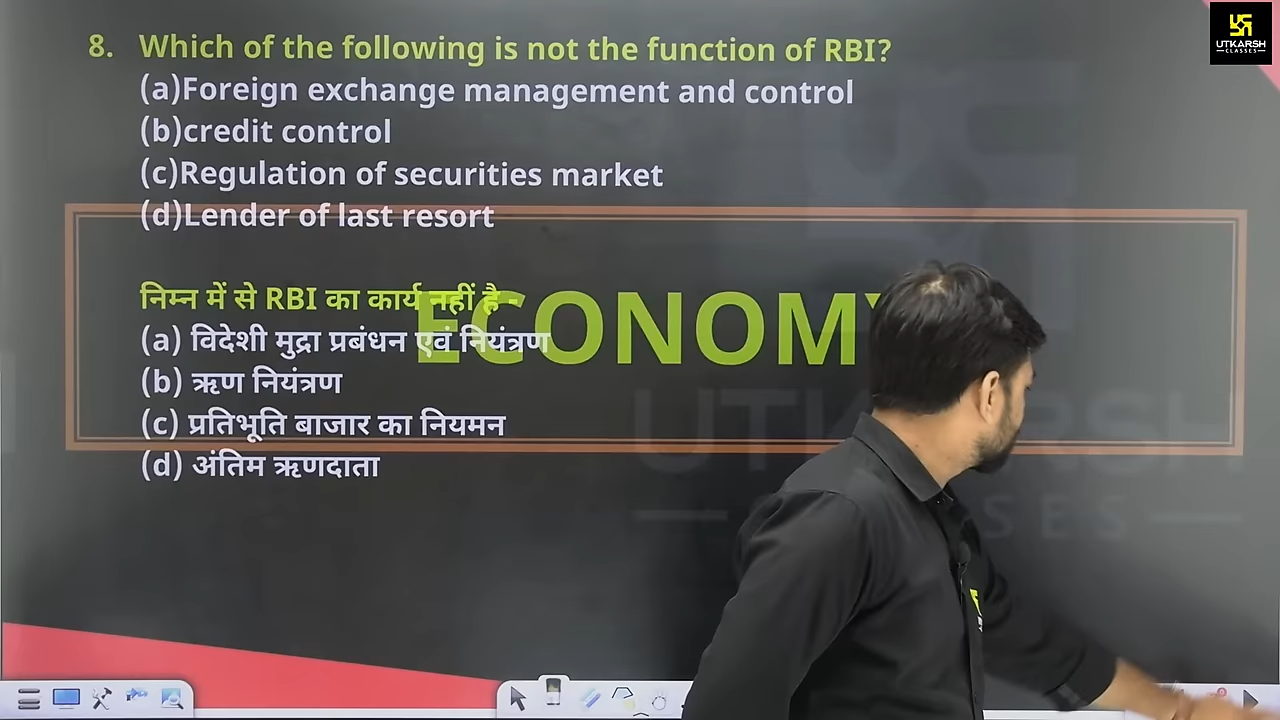 8. Which of the following is not the function of RBI?
(a)Foreign exchange management and control
(b)credit control
(c)Regulation of securities market
(d)Lender of last resort
निम्न में से RBI का कार्य नहीं है -
(a) विदेशी मुद्रा प्रबंधन एवं नियंत्रण
(b) ऋण नियंत्रण
(c) प्रतिभूति बाजार का नियमन
(d) अंतिम ऋणदाता
ECONOMY
UTKARSH
CLASSES